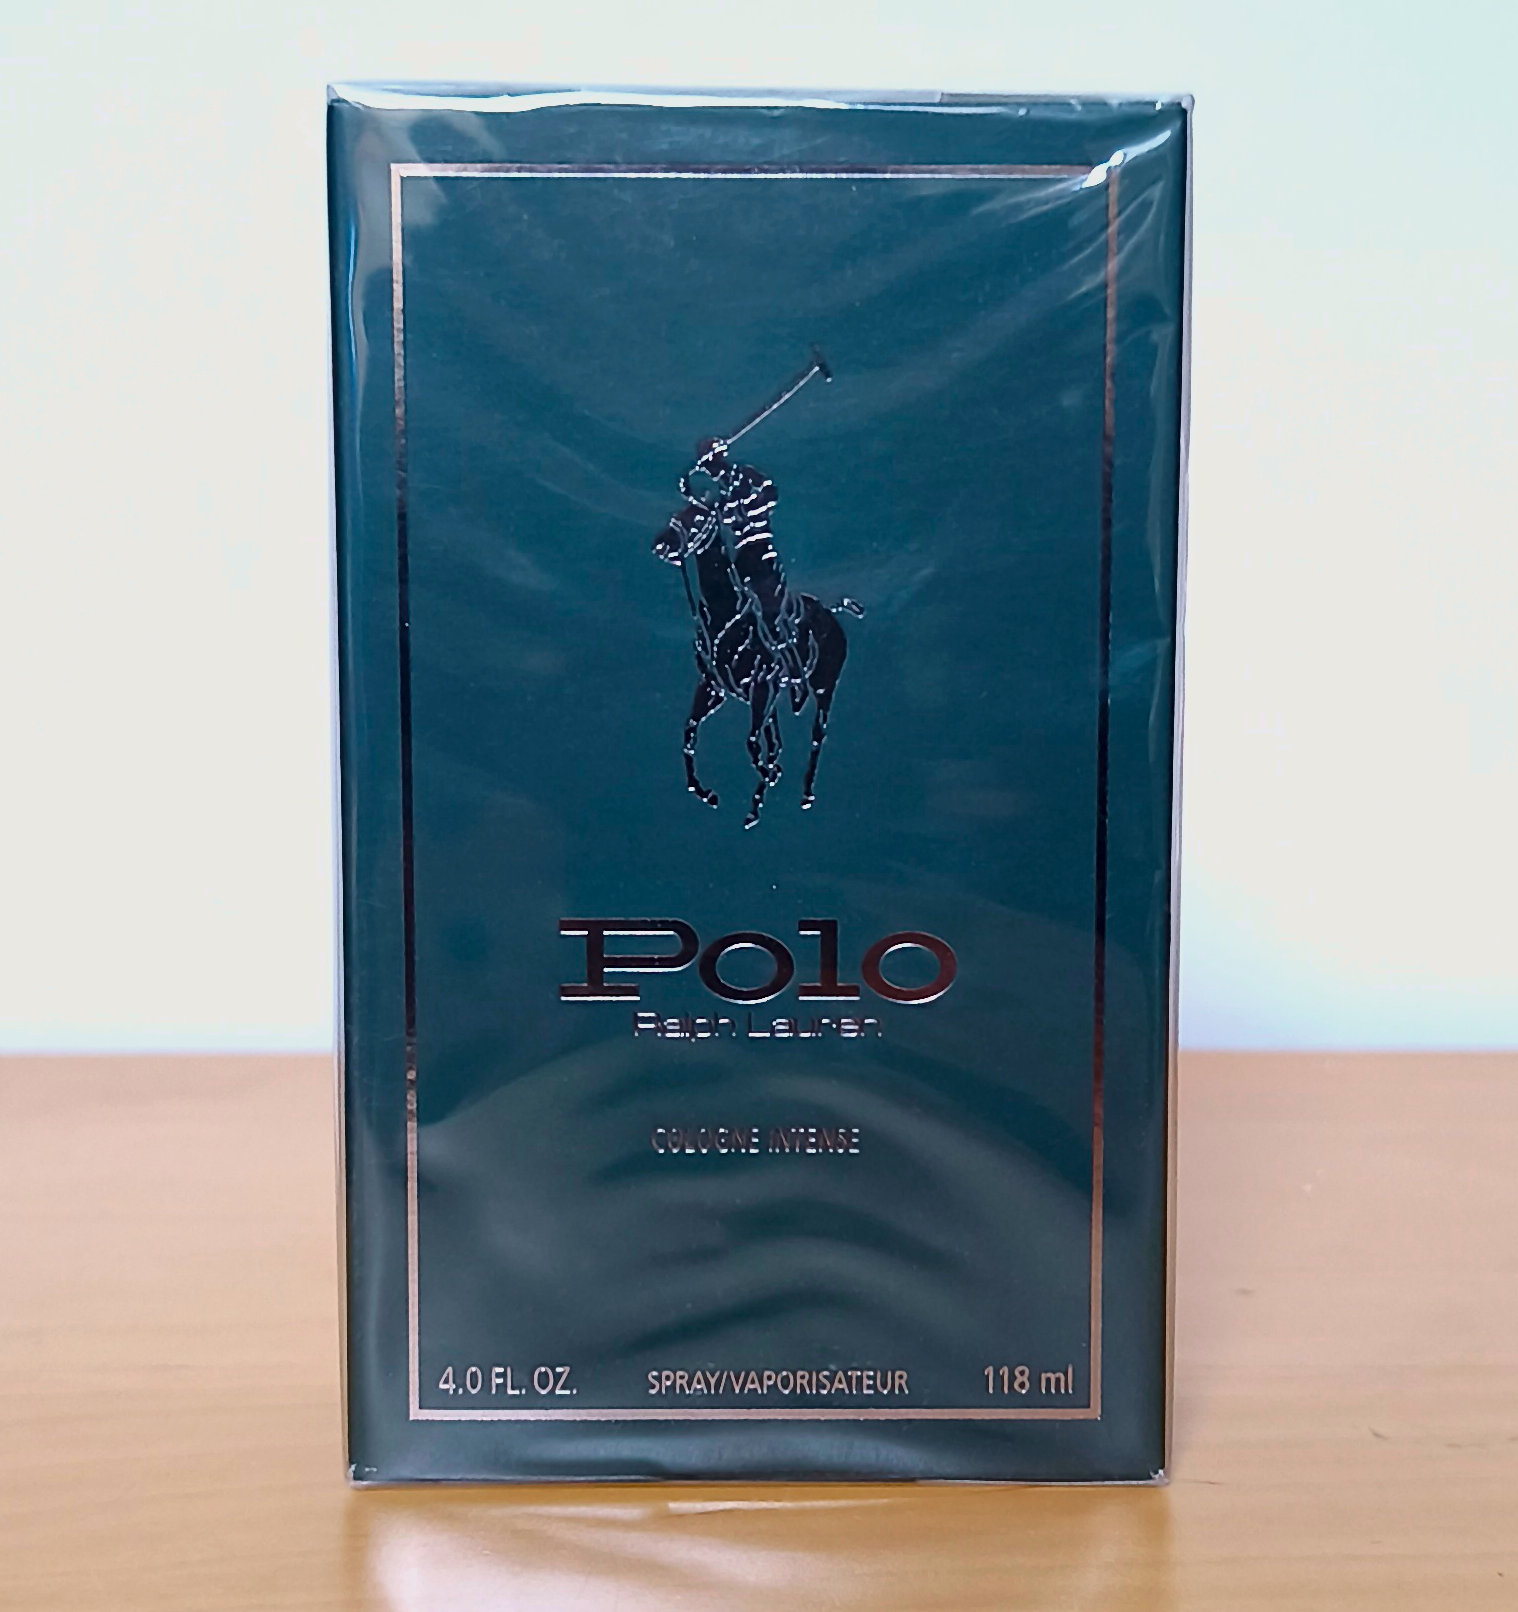 Polo
Ralph Lauren
COLOGNE INTENSE
4.0 FL. OZ. SPRAY/VAPORISATEUR 118 ml